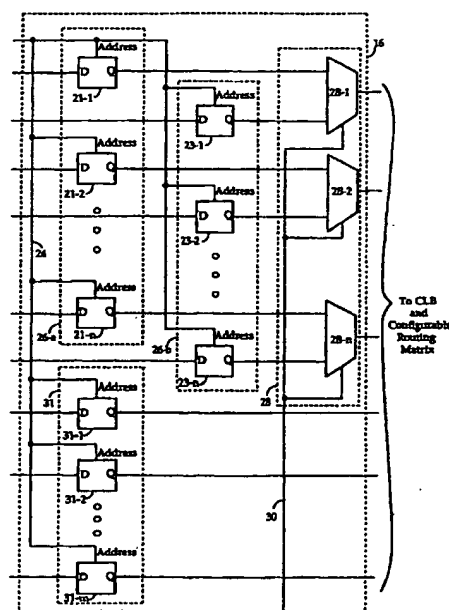 Address
16
D Q
21-1
28-1
Address
D Q
23-1
Address
D Q
21-2
28-2
Address
D Q
23-2
24
Address
D Q
21-n
26-a
28-n
To CLB
and
Configurable
Routing
Matrix
26-b
Address
D Q
23-n
28
31
Address
D Q
31-1
Address
D Q
31-2
30
Address
D Q
31-m